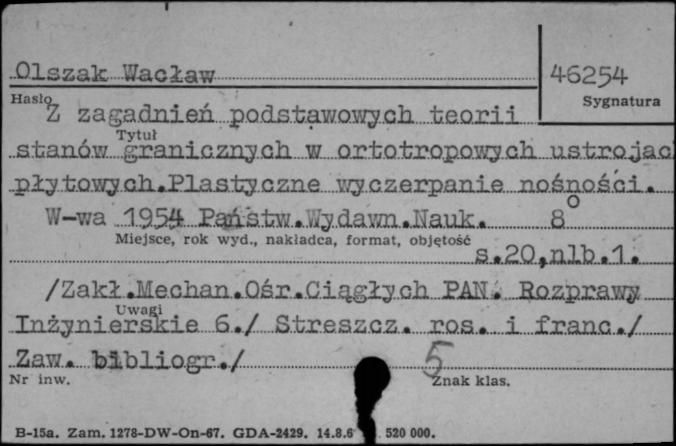 Olszak Wacław
46254
Hasło
Sygnatura
Z zagadnień podstawowych teorii
Tytuł
stanów granicznych w ortotropowych ustrojac
płytowych.Plastyczne wyczerpanie nośności.
W-wa 1954 Państw.Wydawn.Nauk. 8°
Miejsce, rok wyd., nakładca, format, objętość
s.20,nlb.1.
/Zakł.Mechan.Ośr.Ciągłych PAN. Rozprawy
Uwagi
Inżynierskie 6./ Streszcz. ros. i franc./
Zaw. bibliogr./
5
Nr inw.
Znak klas.
B-15a. Zam. 1278-DW-On-67. GDA-2429. 14.8.6 520 000.